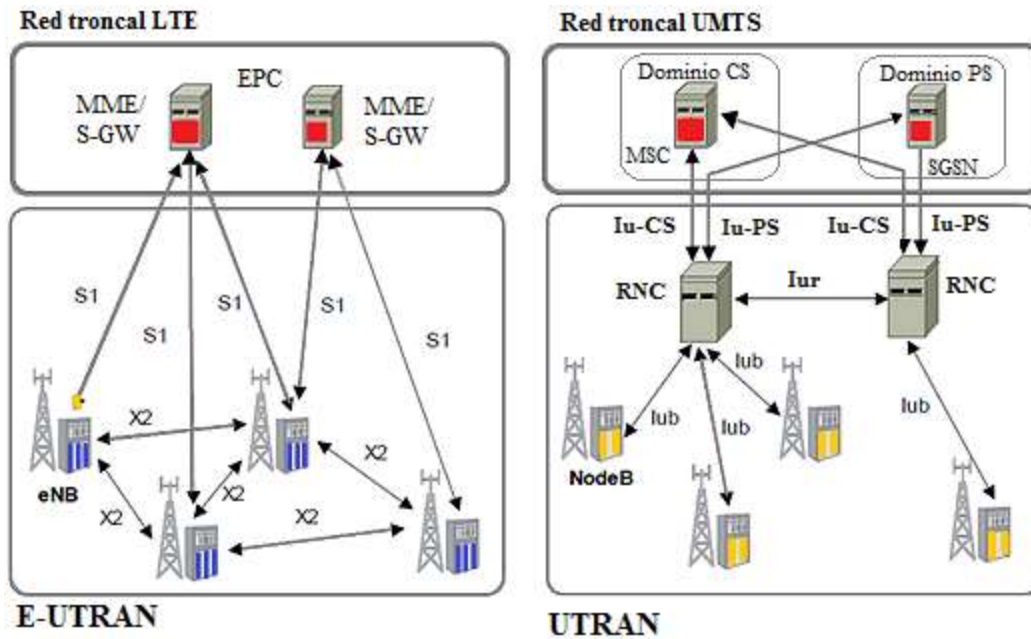 Red troncal LTE
EPC
MME/
S-GW
MME/
S-GW
S1
S1
S1
S1
S1
X2
X2
X2
X2
X2
eNB
E-UTRAN
Red troncal UMTS
Dominio CS
Dominio PS
MSC
SGSN
Iu-CS
Iu-PS
Iu-CS
Iu-PS
RNC
Iur
RNC
Iub
Iub
Iub
Iub
NodeB
UTRAN